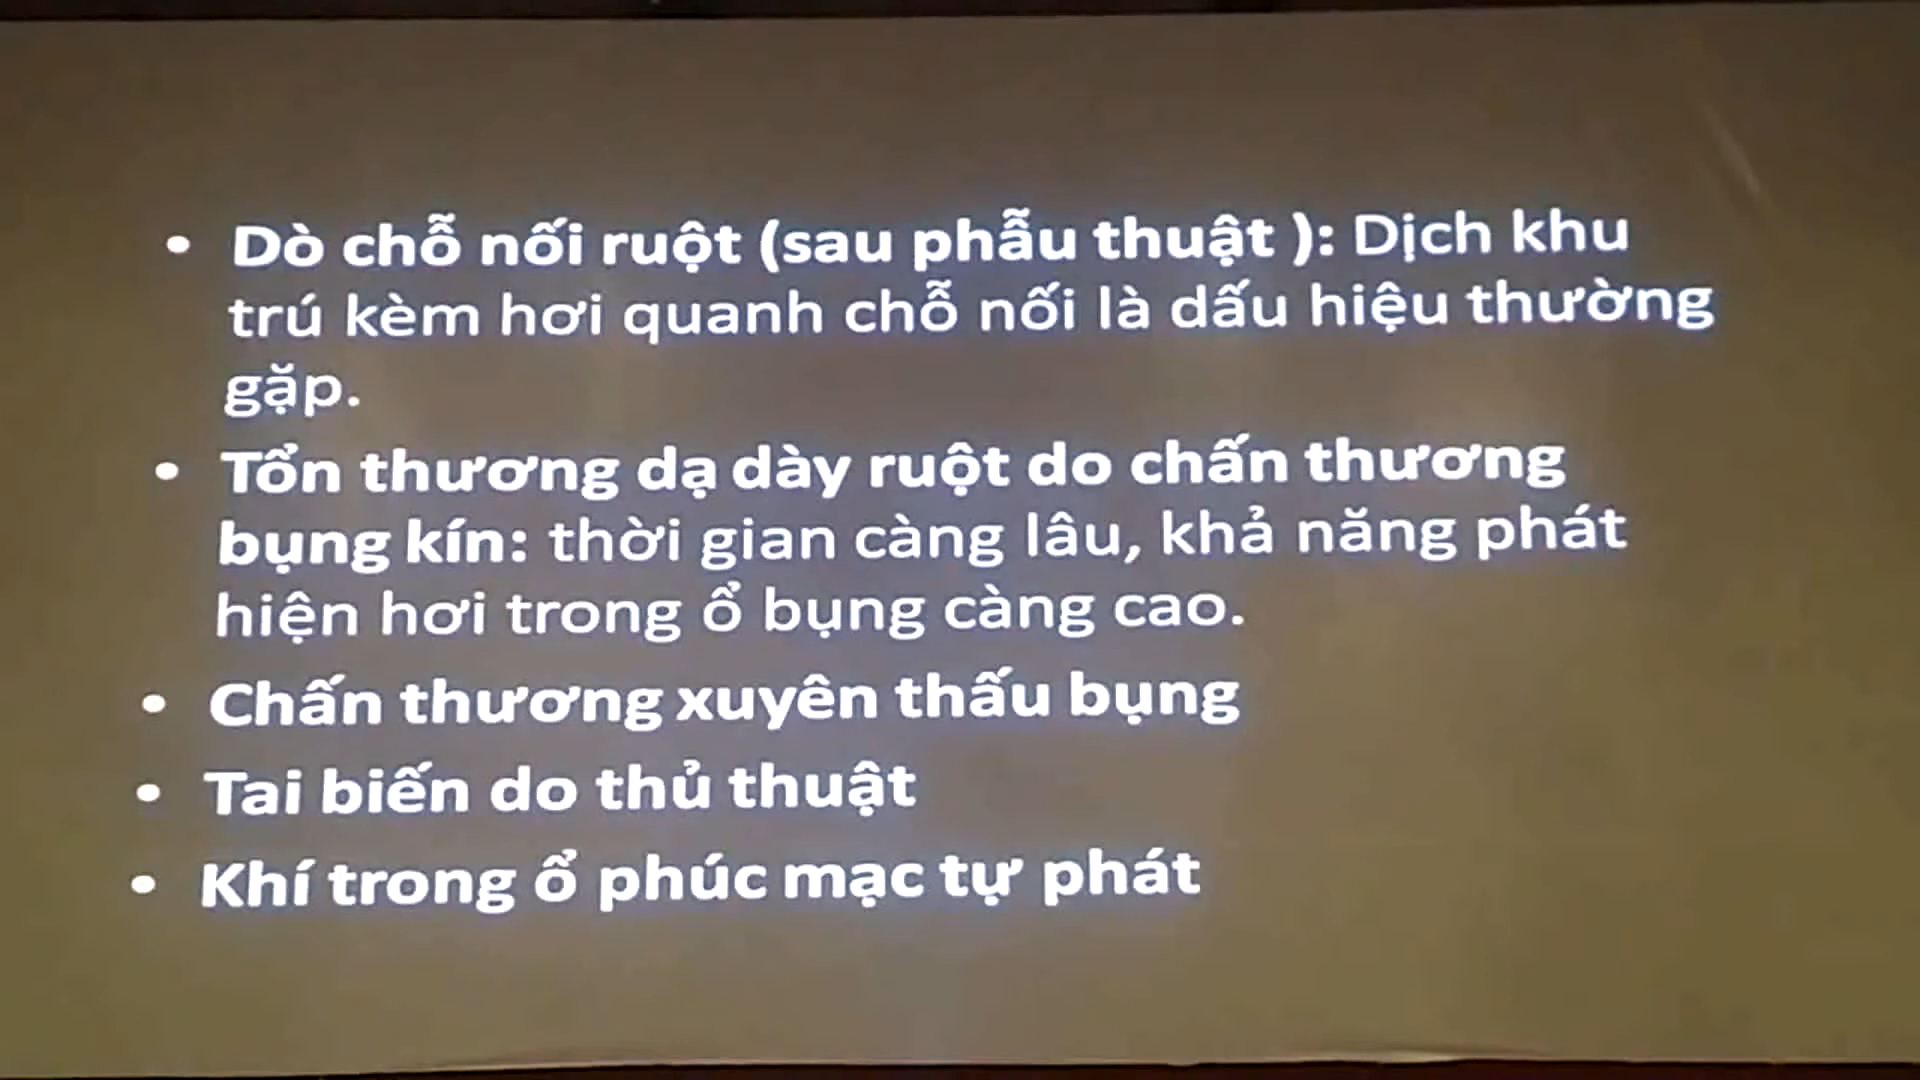 • Dò chỗ nối ruột (sau phẫu thuật ): Dịch khu
trú kèm hơi quanh chỗ nối là dấu hiệu thường
gặp.
• Tổn thương dạ dày ruột do chấn thương
bụng kín: thời gian càng lâu, khả năng phát
hiện hơi trong ổ bụng càng cao.
• Chấn thương xuyên thấu bụng
• Tai biến do thủ thuật
• Khí trong ổ phúc mạc tự phát